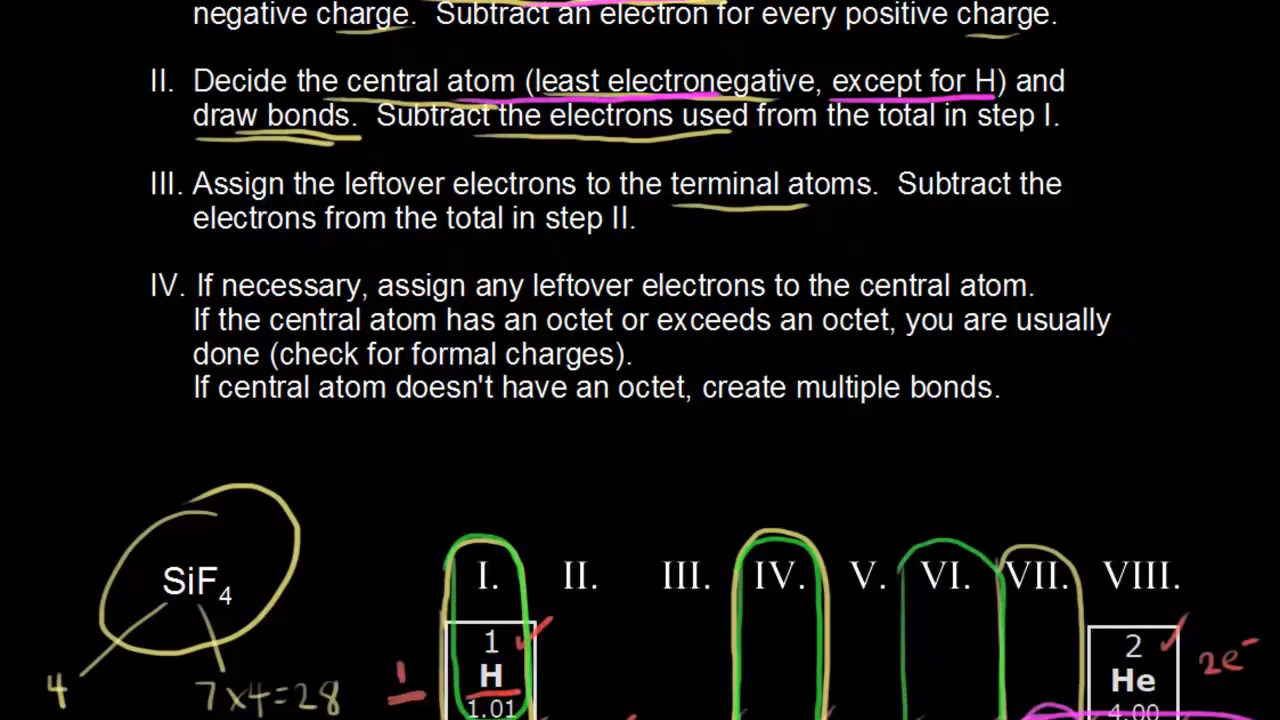 negative charge. Subtract an electron for every positive charge.
II. Decide the central atom (least electronegative, except for H) and
draw bonds. Subtract the electrons used from the total in step I.
III. Assign the leftover electrons to the terminal atoms. Subtract the
electrons from the total in step II.
IV. If necessary, assign any leftover electrons to the central atom.
If the central atom has an octet or exceeds an octet, you are usually
done (check for formal charges).
If central atom doesn't have an octet, create multiple bonds.
SiF₄
4
7×4=28
I. II. III. IV. V. VI. VII. VIII.
1
1
H
1.01
2
He
4.00
2e⁻